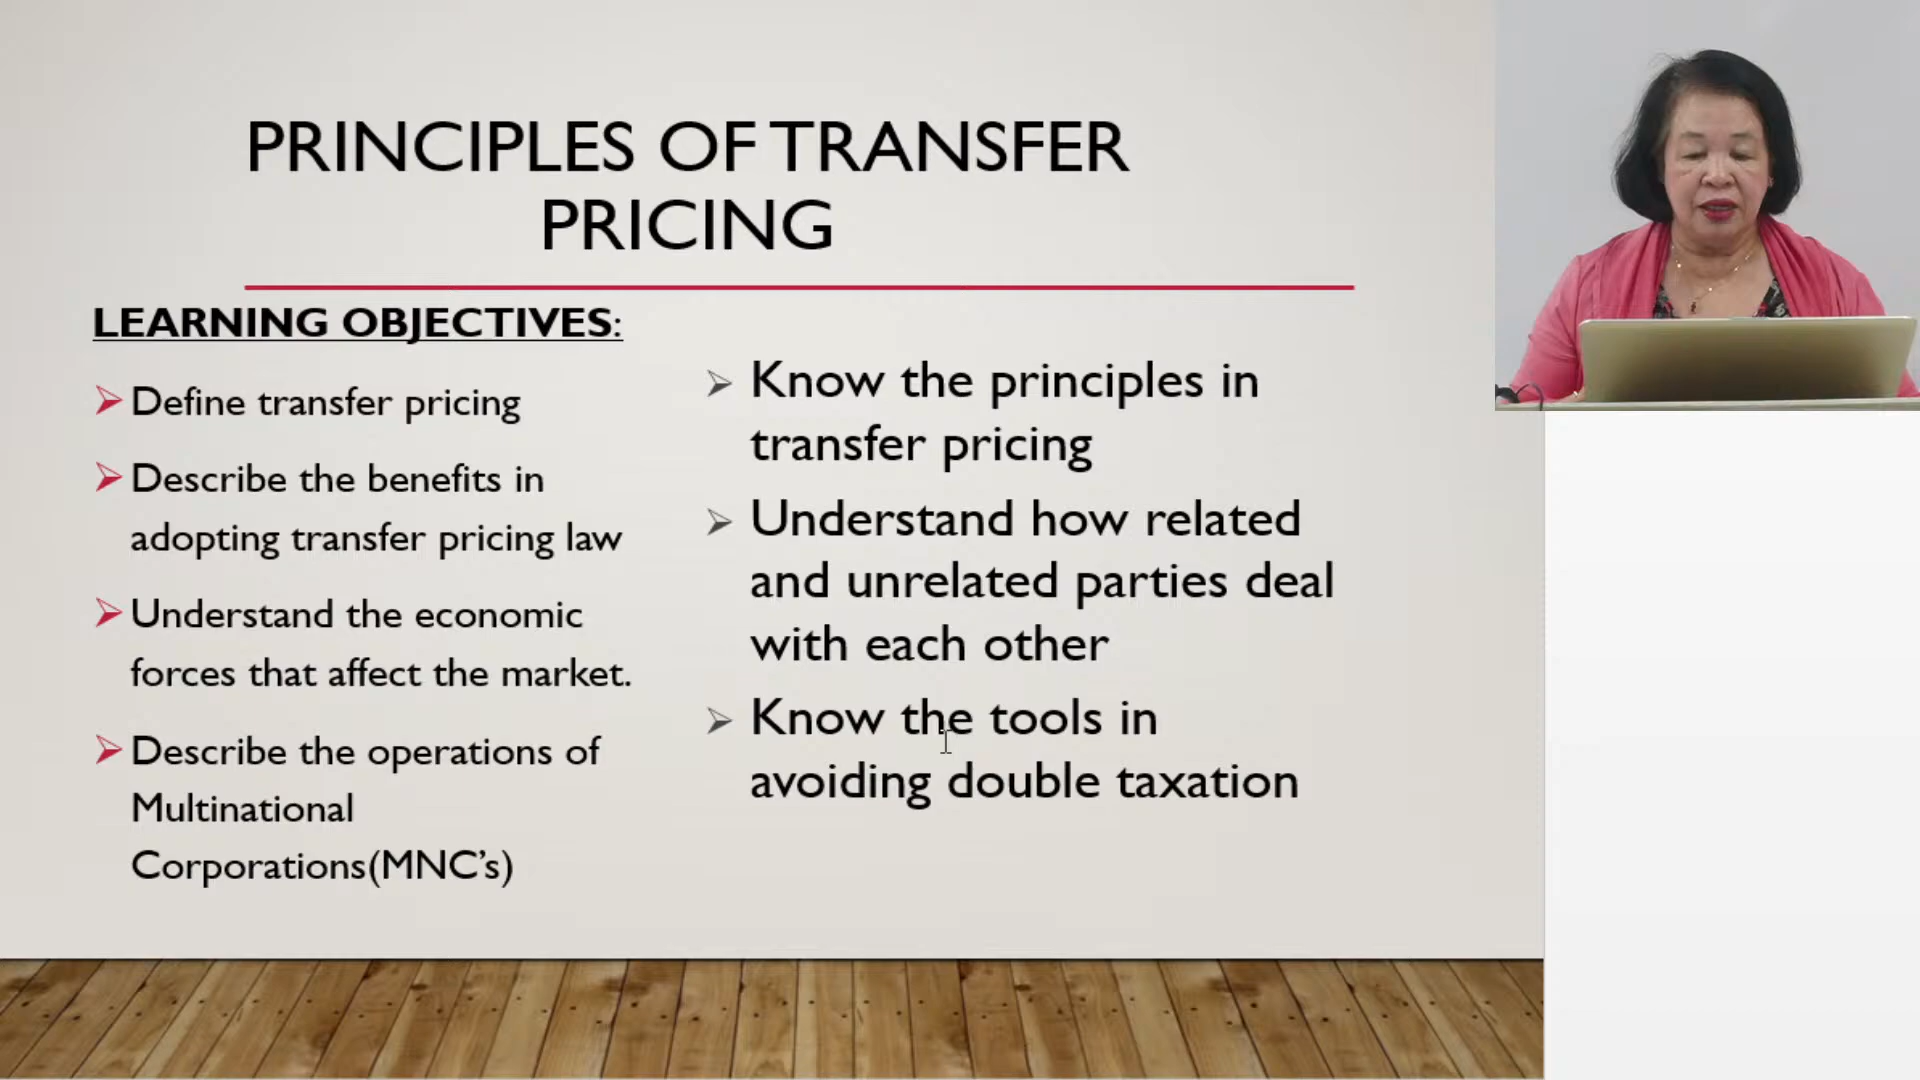 PRINCIPLES OF TRANSFER
PRICING
LEARNING OBJECTIVES:
Define transfer pricing
Describe the benefits in
adopting transfer pricing law
Understand the economic
forces that affect the market.
Describe the operations of
Multinational
Corporations(MNC's)
Know the principles in
transfer pricing
Understand how related
and unrelated parties deal
with each other
Know the tools in
avoiding double taxation